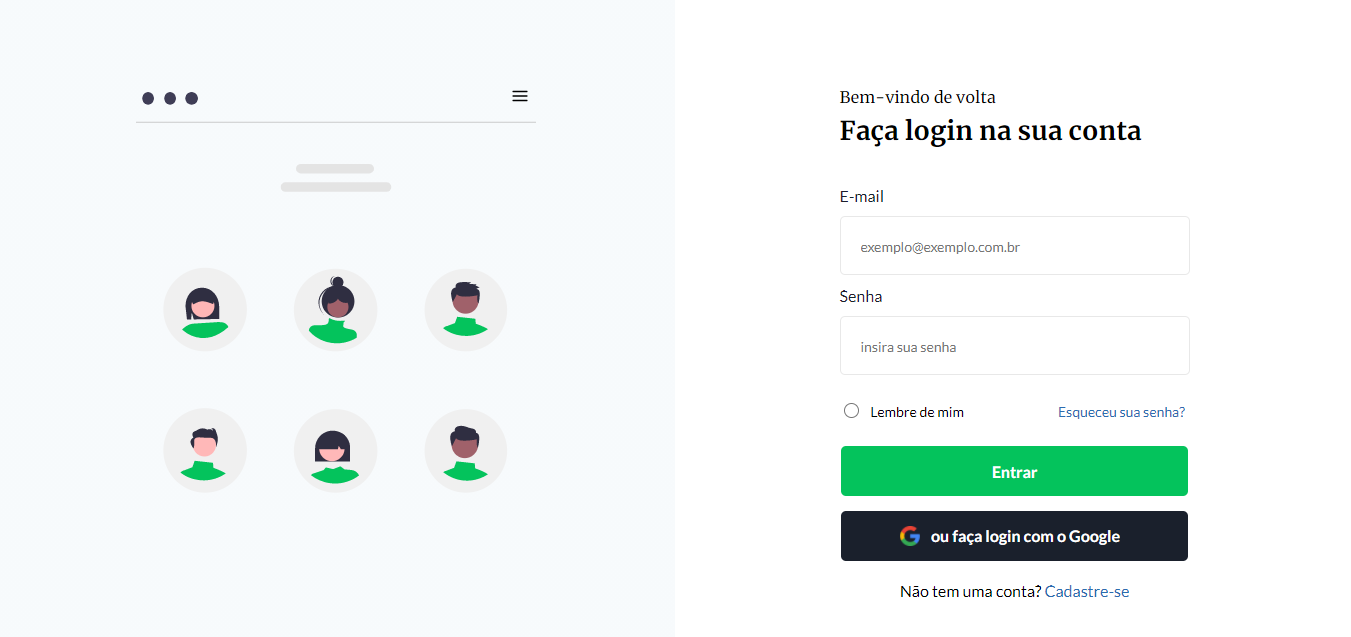 Bem-vindo de volta
Faça login na sua conta
E-mail
exemplo@exemplo.com.br
Senha
insira sua senha
Lembre de mim Esqueceu sua senha?
Entrar
ou faça login com o Google
Não tem uma conta? Cadastre-se